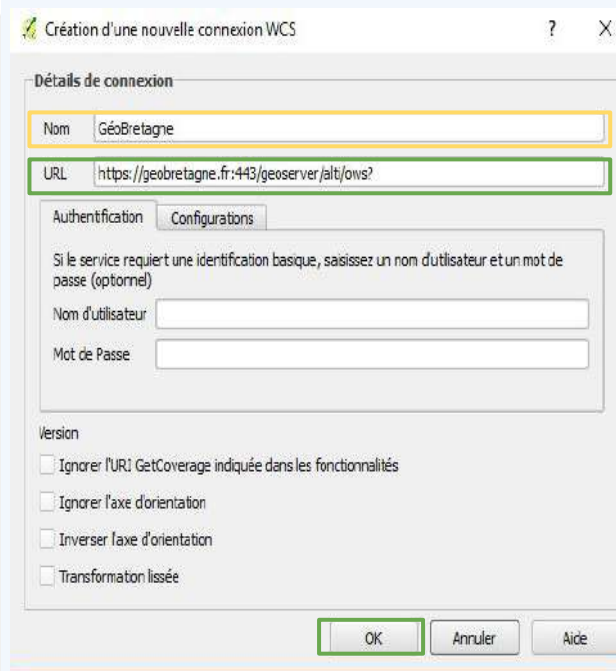 Création d'une nouvelle connexion WCS ? X
Détails de connexion
Nom GéoBretagne
URL https://geobretagne.fr:443/geoserver/alti/ows?
Authentification Configurations
Si le service requiert une identification basique, saisissez un nom d'utilisateur et un mot de
passe (optionnel)
Nom d'utilisateur
Mot de Passe
Version
Ignorer l'URI GetCoverage indiquée dans les fonctionnalités
Ignorer l'axe d'orientation
Inverser l'axe d'orientation
Transformation lissée
OK Annuler Aide